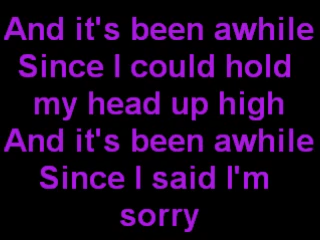 And it's been awhile
Since I could hold
my head up high
And it's been awhile
Since I said I'm
sorry